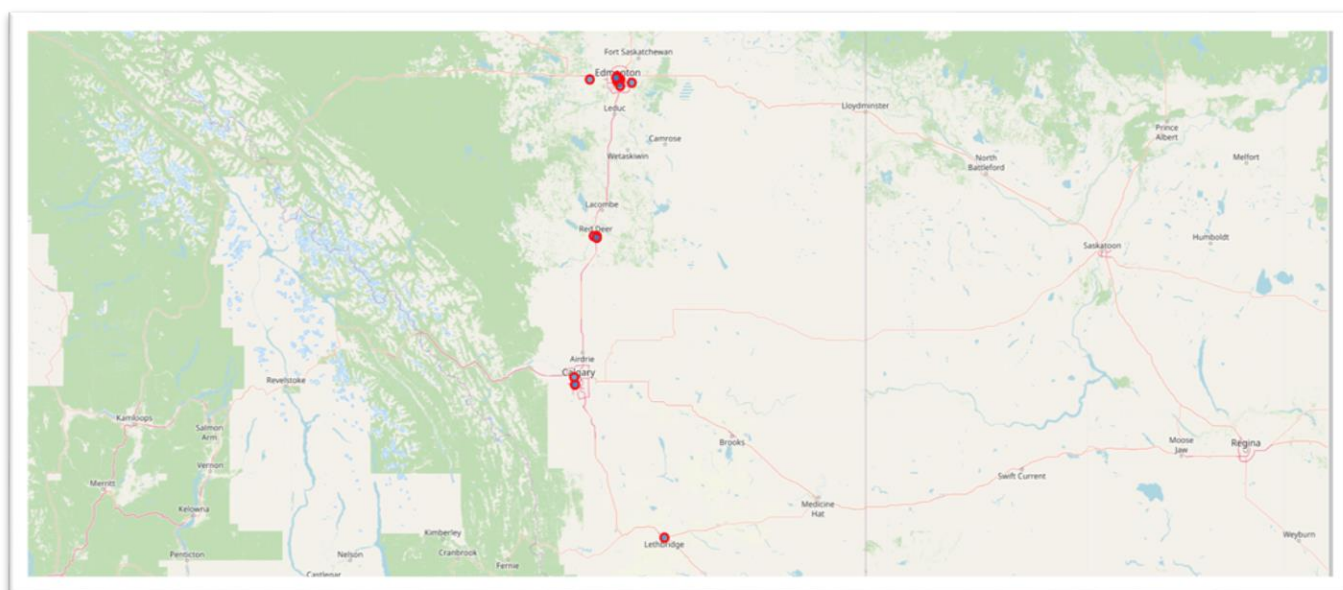 Fort Saskatchewan
Edmonton
Leduc
Lloydminster
Camrose
Prince
Albert
Wetaskiwin
North
Battleford
Melfort
Lacombe
Red Deer
Saskatoon
Humboldt
Airdrie
Calgary
Revelstoke
Kamloops
Salmon
Arm
Brooks
Moose
Jaw
Regina
Vernon
Swift Current
Merritt
Medicine
Hat
Kelowna
Kimberley
Weyburn
Lethbridge
Cranbrook
Penticton
Nelson
Fernie
Castlegar